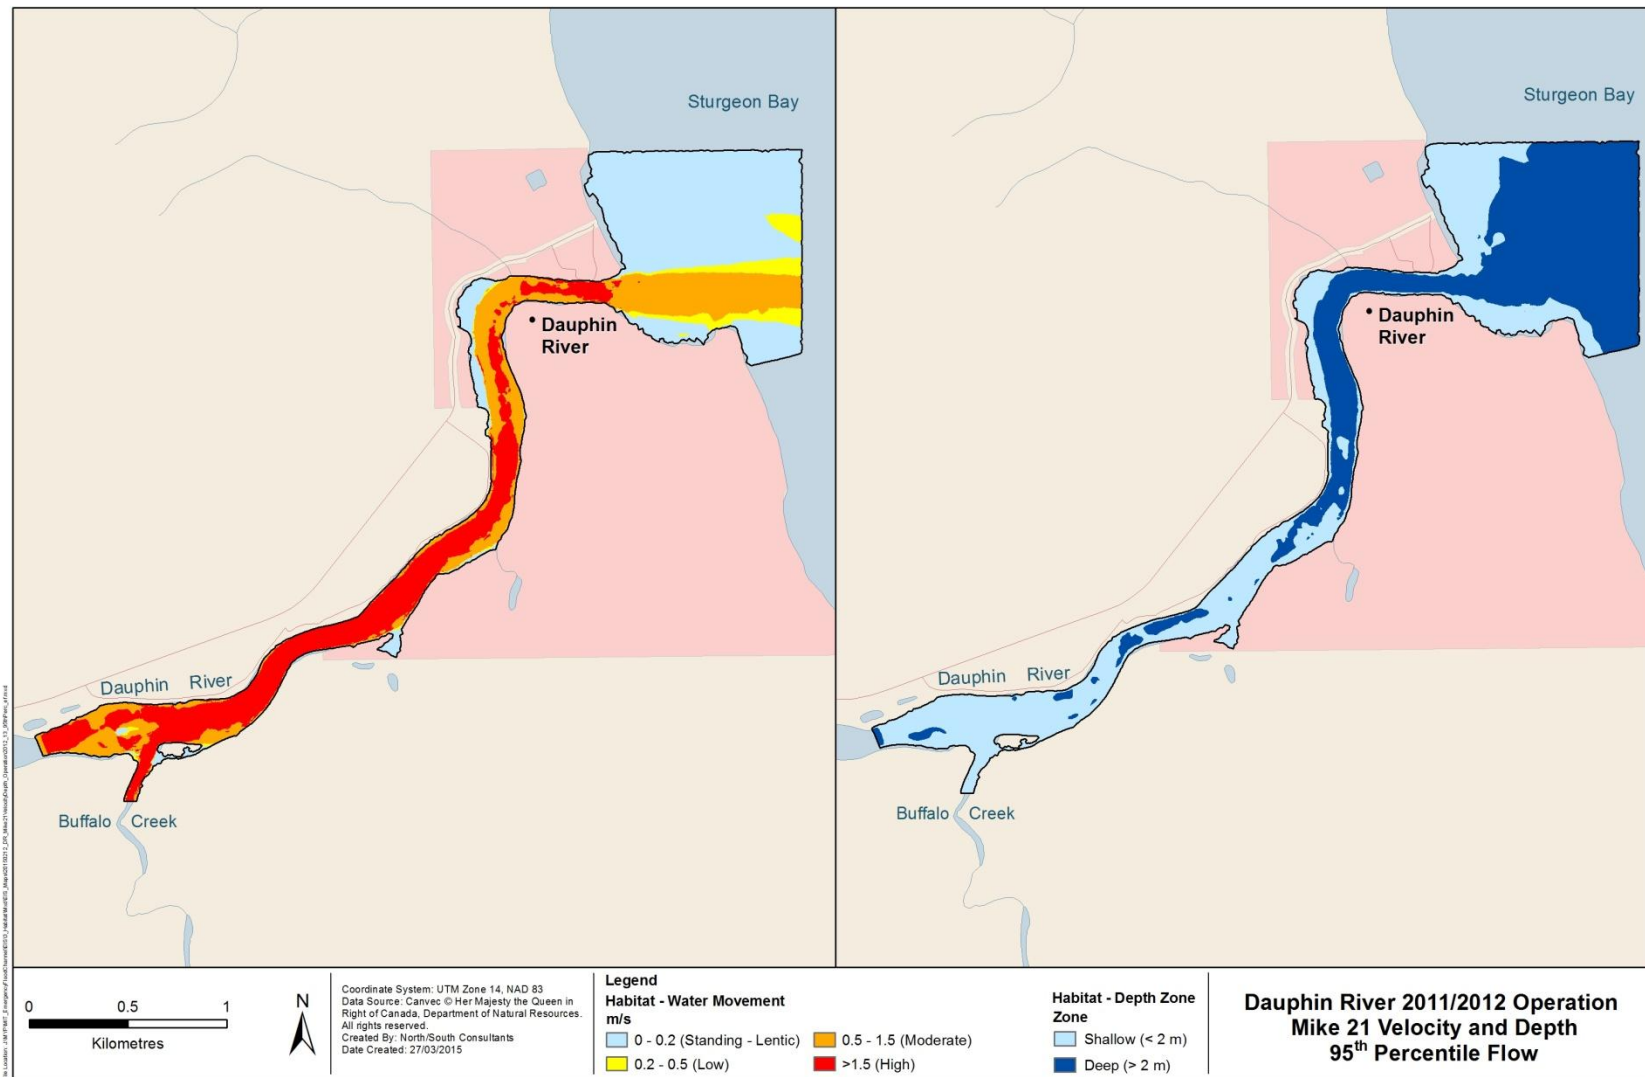 Sturgeon Bay
Dauphin
River
Dauphin River
Buffalo Creek
Sturgeon Bay
Dauphin
River
Dauphin River
Buffalo Creek
0 0.5 1
Kilometres
N
Coordinate System: UTM Zone 14, NAD 83
Data Source: Canvec © Her Majesty the Queen in
Right of Canada, Department of Natural Resources.
All rights reserved.
Created By: North/South Consultants
Date Created: 27/03/2015
Legend
Habitat - Water Movement
m/s
0 - 0.2 (Standing - Lentic)
0.2 - 0.5 (Low)
0.5 - 1.5 (Moderate)
>1.5 (High)
Habitat - Depth Zone
Zone
Shallow (< 2 m)
Deep (> 2 m)
Dauphin River 2011/2012 Operation
Mike 21 Velocity and Depth
95th Percentile Flow